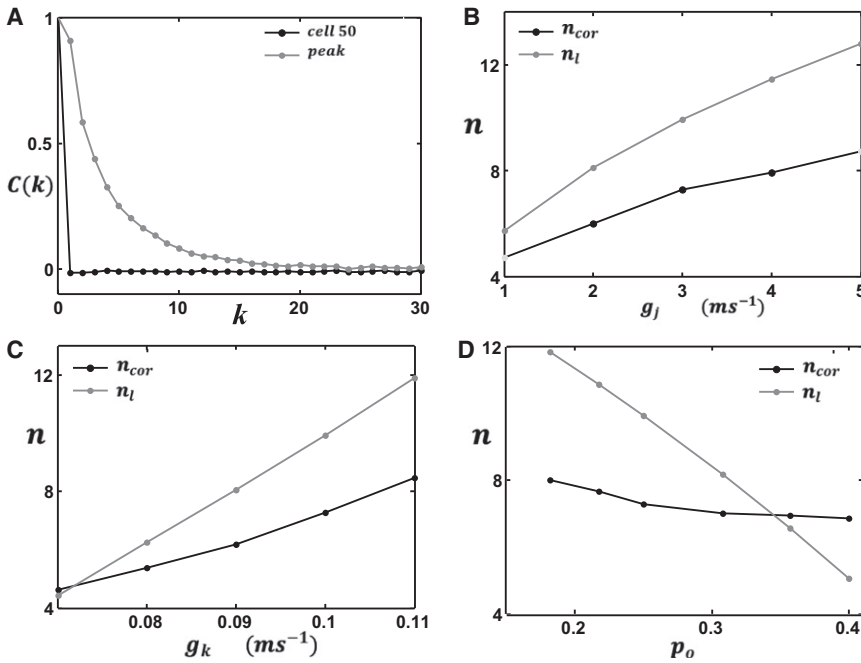 A
1
0.5
0
C(k)
cell 50
peak
0
10
20
30
k
B
n_cor
n_l
12
8
4
n
1
2
3
4
5
g_j (ms^{-1})
C
n_cor
n_l
12
8
4
n
0.08
0.09
0.1
0.11
g_k (ms^{-1})
D
n_cor
n_l
12
8
4
n
0.2
0.3
0.4
p_o